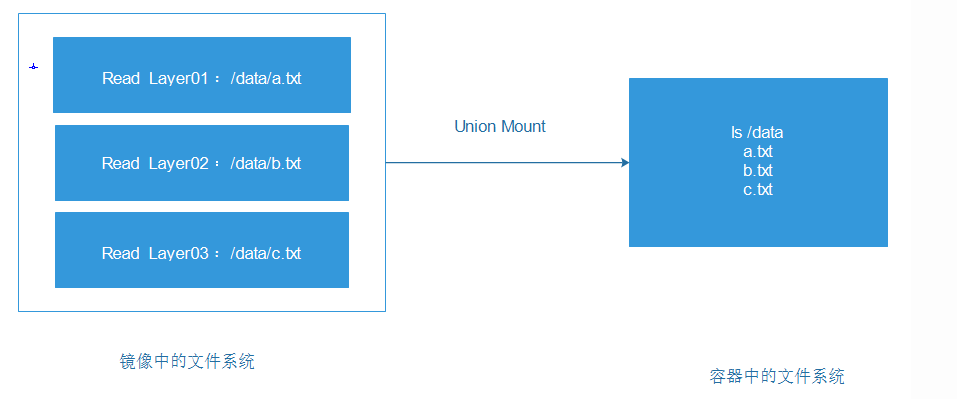 Read Layer01： /data/a.txt
Read Layer02： /data/b.txt
Read Layer03： /data/c.txt
Union Mount
ls /data
a.txt
b.txt
c.txt
镜像中的文件系统
容器中的文件系统